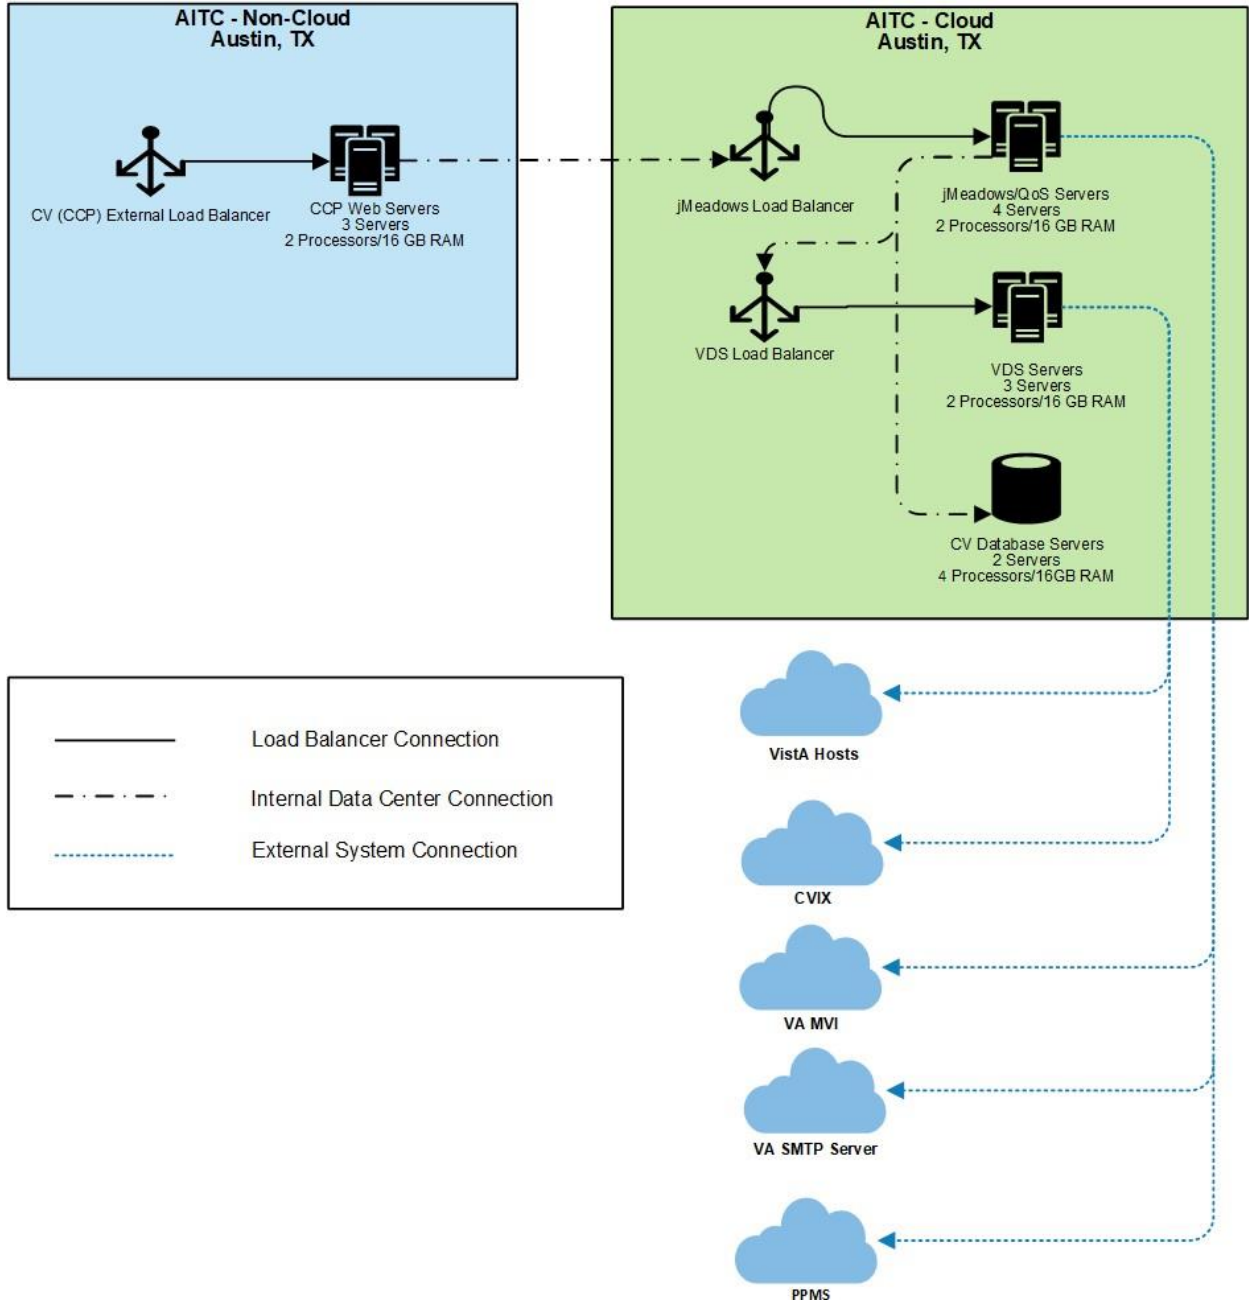 AITC - Non-Cloud
Austin, TX
CV (CCP) External Load Balancer
CCP Web Servers
3 Servers
2 Processors/16 GB RAM
AITC - Cloud
Austin, TX
jMeadows Load Balancer
jMeadows/QoS Servers
4 Servers
2 Processors/16 GB RAM
VDS Load Balancer
VDS Servers
3 Servers
2 Processors/16 GB RAM
CV Database Servers
2 Servers
4 Processors/16GB RAM
Load Balancer Connection
Internal Data Center Connection
External System Connection
VistA Hosts
CVIX
VA MVI
VA SMTP Server
PPMS